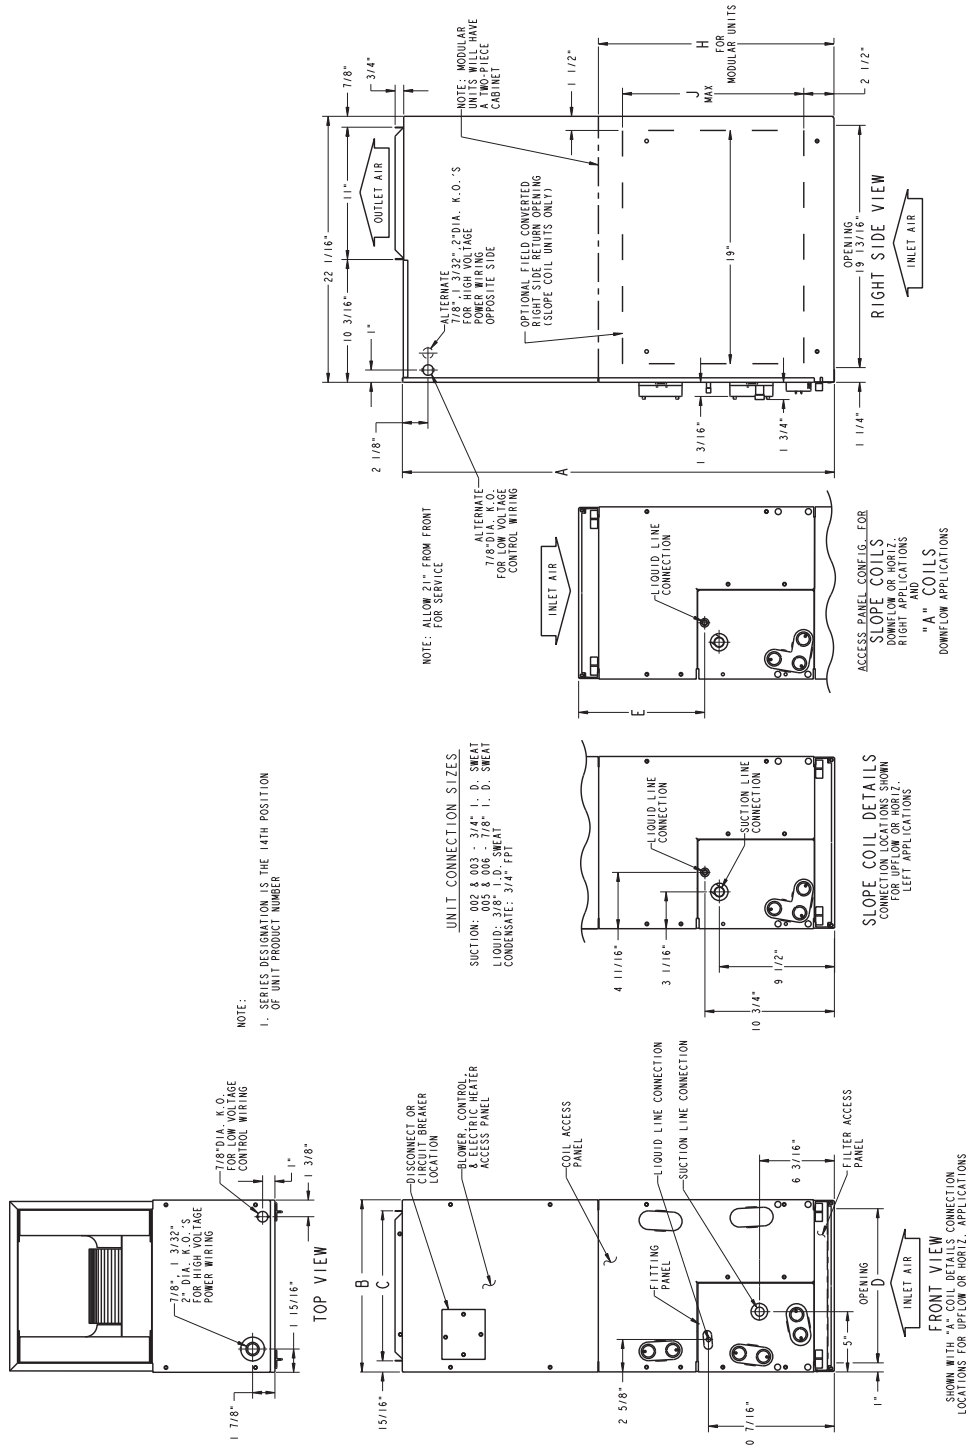 NOTE:
1. SERIES DESIGNATION IS THE 14TH POSITION
OF UNIT PRODUCT NUMBER
7/8", 1 3/32"
2" DIA. K.O.'S
FOR HIGH VOLTAGE
POWER WIRING
7/8"DIA. K.O.
FOR LOW VOLTAGE
CONTROL WIRING
1 7/8"
1 15/16"
1"
1 3/8"
TOP VIEW
UNIT CONNECTION SIZES
SUCTION: 002 & 003 - 3/4" I. D. SWEAT
005 & 006 - 7/8" I. D. SWEAT
LIQUID: 3/8" I.D. SWEAT
CONDENSATE: 3/4" FPT
NOTE: ALLOW 21" FROM FRONT
FOR SERVICE
B
C
15/16"
DISCONNECT OR
CIRCUIT BREAKER
LOCATION
BLOWER, CONTROL,
& ELECTRIC HEATER
ACCESS PANEL
COIL ACCESS
PANEL
FITTING
PANEL
LIQUID LINE CONNECTION
SUCTION LINE CONNECTION
2 5/8"
0 7/16"
5"
6 3/16"
FILTER ACCESS
PANEL
1"
OPENING
D
INLET AIR
FRONT VIEW
SHOWN WITH "A" COIL DETAILS CONNECTION
LOCATIONS FOR UPFLOW OR HORIZ. APPLICATIONS
4 11/16"
3 1/16"
LIQUID LINE
CONNECTION
SUCTION LINE
CONNECTION
10 3/4"
9 1/2"
SLOPE COIL DETAILS
CONNECTION LOCATIONS SHOWN
FOR UPFLOW OR HORIZ.
LEFT APPLICATIONS
INLET AIR
E
LIQUID LINE
CONNECTION
ACCESS PANEL CONFIG. FOR
SLOPE COILS
DOWNFLOW OR HORIZ.
RIGHT APPLICATIONS
AND
"A" COILS
DOWNFLOW APPLICATIONS
22 1/16"
10 3/16"
11"
7/8"
1"
3/4"
OUTLET AIR
2 1/8"
ALTERNATE
7/8"DIA. K.O.
FOR LOW VOLTAGE
CONTROL WIRING
ALTERNATE
7/8",1 3/32",2"DIA. K.O.'S
FOR HIGH VOLTAGE
POWER WIRING
OPPOSITE SIDE
NOTE: MODULAR
UNITS WILL HAVE
A TWO-PIECE
CABINET
OPTIONAL FIELD CONVERTED
RIGHT SIDE RETURN OPENING
(SLOPE COIL UNITS ONLY)
1 1/2"
A
19"
H
FOR
MODULAR UNITS
J
MAX
2 1/2"
1 3/16"
1 3/4"
1 1/4"
OPENING
19 13/16"
RIGHT SIDE VIEW
INLET AIR